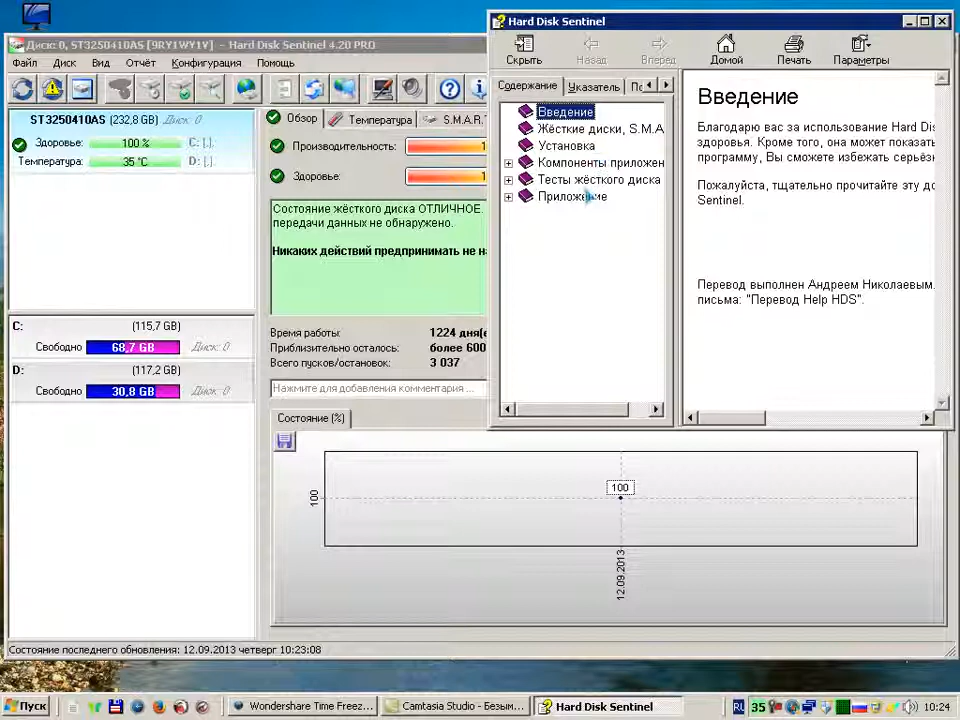 Диск: 0, ST3250410AS [9RY1WY1V] - Hard Disk Sentinel 4.20 PRO
Hard Disk Sentinel
Файл Диск Вид Отчёт Конфигурация Помощь
Скрыть Назад Вперед Домой Печать Параметры
ST3250410AS (232,8 GB) Диск: 0
Здоровье: 100 % C: [.]
Температура: 35 °C D: [.]
C: (115,7 GB)
Свободно 68,7 GB Диск: 0
D: (117,2 GB)
Свободно 30,8 GB Диск: 0
Обзор Температура S.M.A.R.T
Производительность: 1
Здоровье: 1
Состояние жёсткого диска ОТЛИЧНОЕ.
передачи данных не обнаружено.
Никаких действий предпринимать не н
Время работы: 1224 дня(е
Приблизительно осталось: более 600
Всего пусков/остановок: 3 037
Нажмите для добавления комментария ...
Состояние (%)
100
100
12.09.2013
Содержание Указатель По
Введение
Жёсткие диски, S.M.A
Установка
Компоненты приложен
Тесты жёсткого диска
Приложение
Введение
Благодарю вас за использование Hard Dis
здоровья. Кроме того, она может показать
программу, Вы сможете избежать серьёз
Пожалуйста, тщательно прочитайте эту до
Sentinel.
Перевод выполнен Андреем Николаевым.
письма: "Перевод Help HDS".
Состояние последнего обновления: 12.09.2013 четверг 10:23:08
Пуск
Wondershare Time Freez...
Camtasia Studio - Безым...
Hard Disk Sentinel
RL 35 10:24